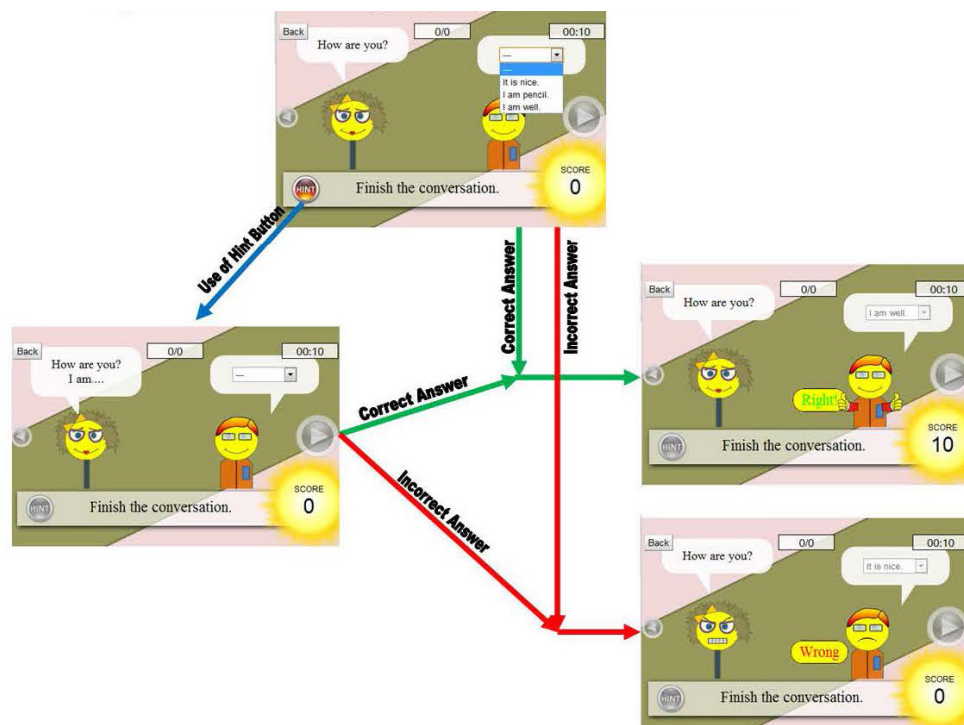 Back
0/0
00:10
How are you?
---
---
It is nice.
I am pencil.
I am well.
HINT
Finish the conversation.
SCORE
0
Use of Hint Button
Correct Answer
Incorrect Answer
Back
0/0
00:10
How are you?
I am....
---
HINT
Finish the conversation.
SCORE
0
Correct Answer
Incorrect Answer
Back
0/0
00:10
How are you?
I am well.
Right!
HINT
Finish the conversation.
SCORE
10
Back
0/0
00:10
How are you?
It is nice.
Wrong
HINT
Finish the conversation.
SCORE
0